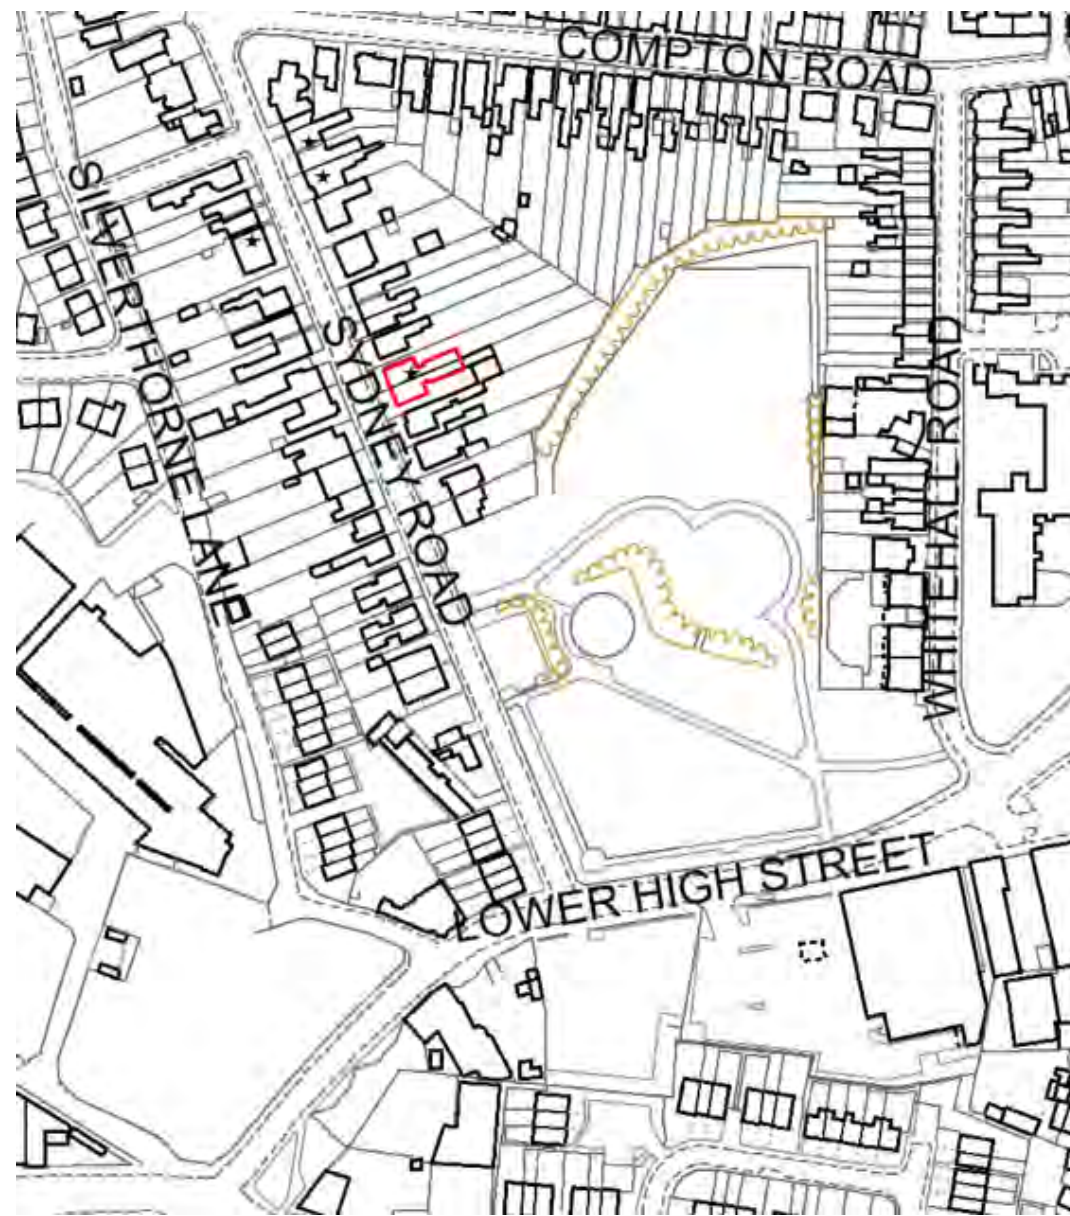 COMPTON ROAD
SILVERTHORNE LANE
SYDNEY ROAD
WHITEHALL ROAD
LOWER HIGH STREET